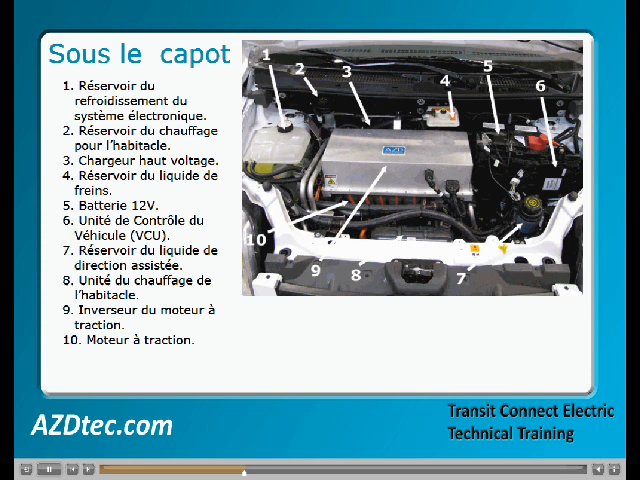 Sous le capot
1. Réservoir du
refroidissement du
système électronique.
2. Réservoir du chauffage
pour l'habitacle.
3. Chargeur haut voltage.
4. Réservoir du liquide de
freins.
5. Batterie 12V.
6. Unité de Contrôle du
Véhicule (VCU).
7. Réservoir du liquide de
direction assistée.
8. Unité du chauffage de
l'habitacle.
9. Inverseur du moteur à
traction.
10. Moteur à traction.
1
2
3
4
5
6
AZD
10
9
8
7
AZDtec.com
Transit Connect Electric
Technical Training